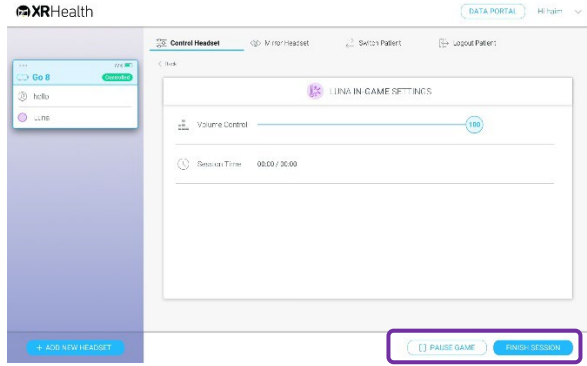 XRHealth
DATA PORTAL
Hi haim
Control Headset
Mirror Headset
Switch Patient
Logout Patient
Go 8
Connected
hello
Luna
< Back
LUNA IN-GAME SETTINGS
Volume Control
100
Session Time 00:00 / 30:00
+ ADD NEW HEADSET
PAUSE GAME
FINISH SESSION